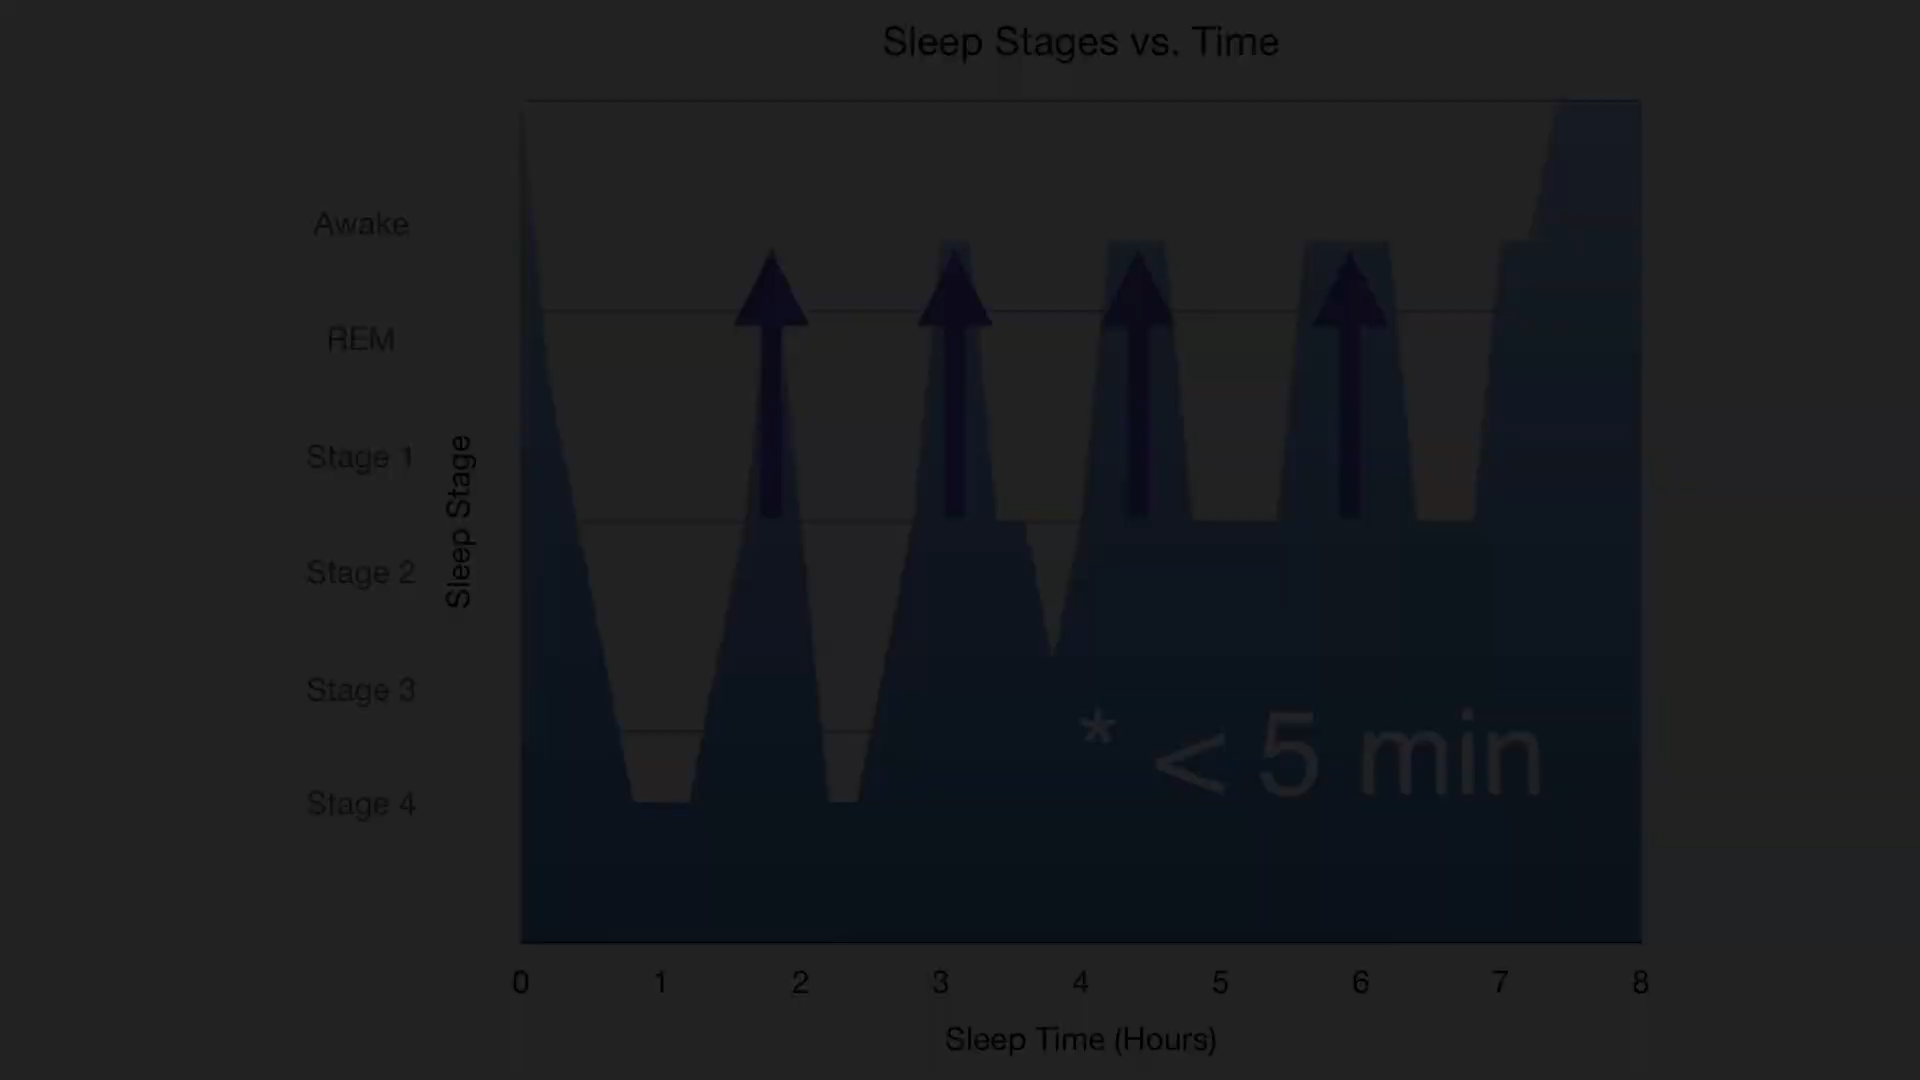 Sleep Stages vs. Time
Awake
REM
Stage 1
Stage 2
Stage 3
Stage 4
Sleep Stage
* < 5 min
0 1 2 3 4 5 6 7 8
Sleep Time (Hours)